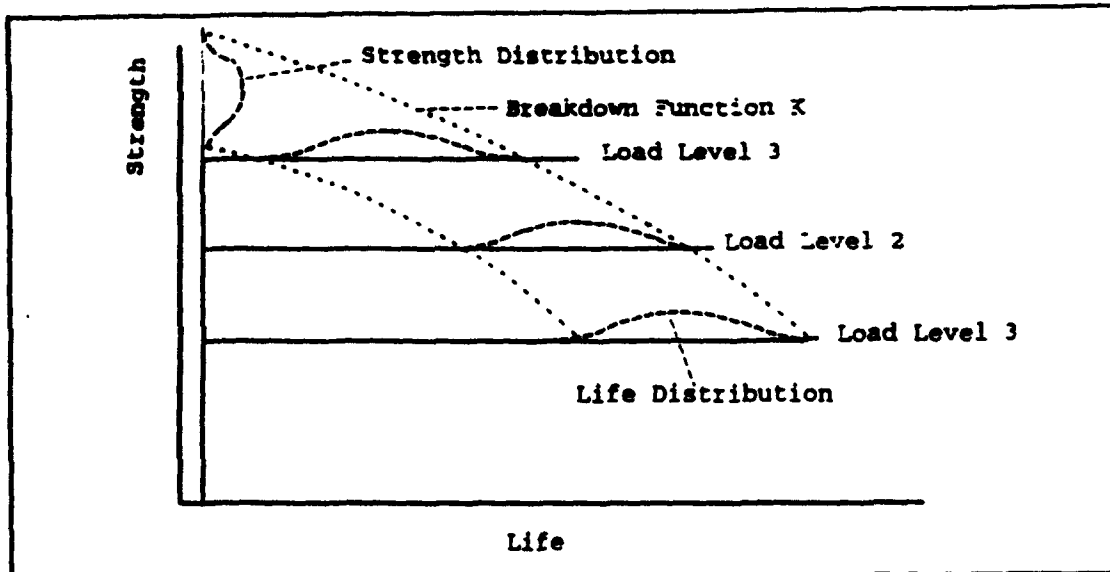 Strength
Strength Distribution
Breakdown Function K
Load Level 3
Load Level 2
Load Level 3
Life Distribution
Life